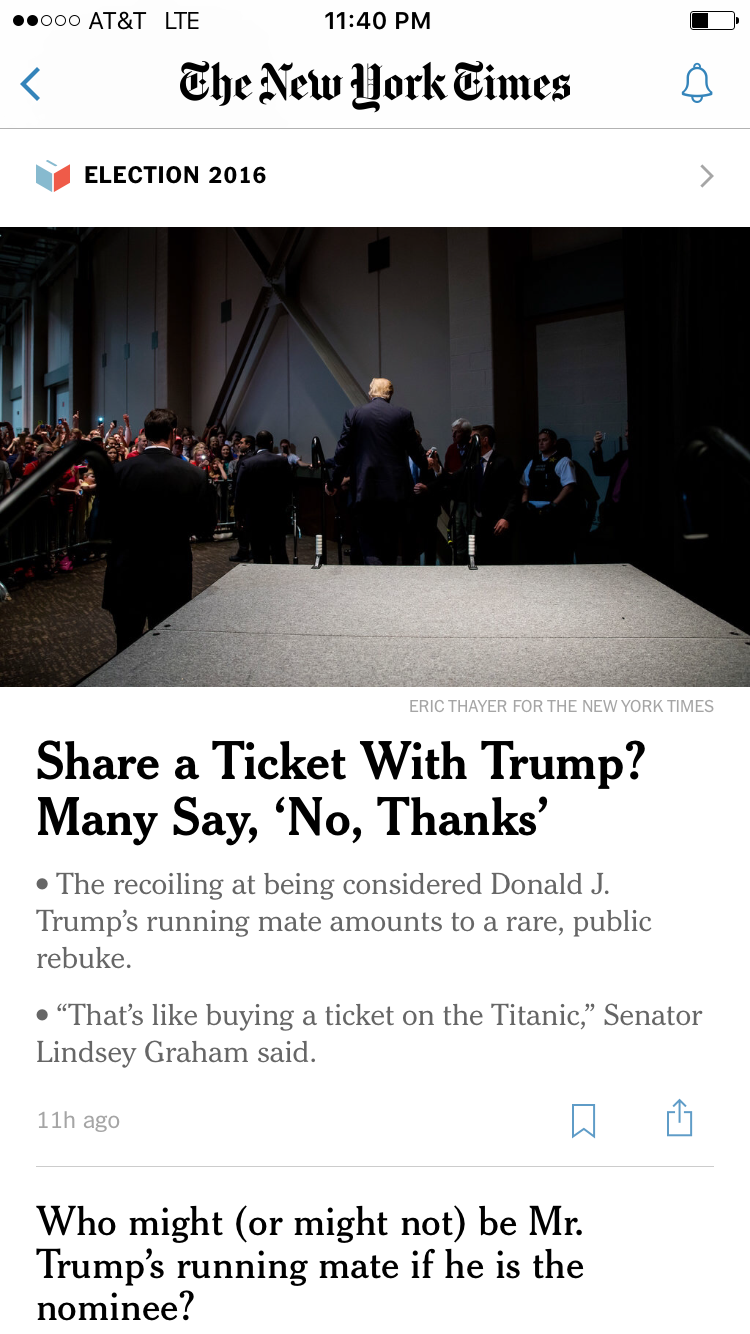 AT&T LTE 11:40 PM
The New York Times
ELECTION 2016
ERIC THAYER FOR THE NEW YORK TIMES
Share a Ticket With Trump?
Many Say, ‘No, Thanks’
• The recoiling at being considered Donald J.
Trump’s running mate amounts to a rare, public
rebuke.
• “That’s like buying a ticket on the Titanic,” Senator
Lindsey Graham said.
11h ago
Who might (or might not) be Mr.
Trump’s running mate if he is the
nominee?